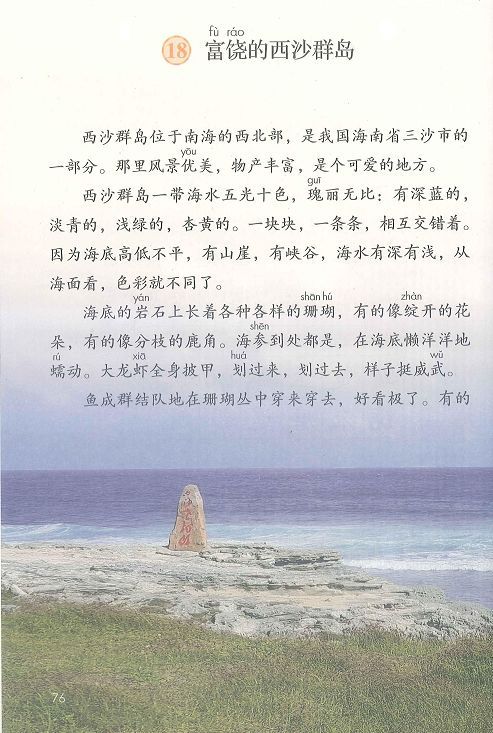 fù ráo
18 富饶的西沙群岛
西沙群岛位于南海的西北部，是我国海南省三沙市的
yōu
一部分。那里风景优美，物产丰富，是个可爱的地方。
guī
西沙群岛一带海水五光十色，瑰丽无比：有深蓝的，
淡青的，浅绿的，杏黄的。一块块，一条条，相互交错着。
因为海底高低不平，有山崖，有峡谷，海水有深有浅，从
海面看，色彩就不同了。
yán shān hú zhàn
海底的岩石上长着各种各样的珊瑚，有的像绽开的花
shēn
朵，有的像分枝的鹿角。海参到处都是，在海底懒洋洋地
rú xiā huá wǔ
蠕动。大龙虾全身披甲，划过来，划过去，样子挺威武。
鱼成群结队地在珊瑚丛中穿来穿去，好看极了。有的
76